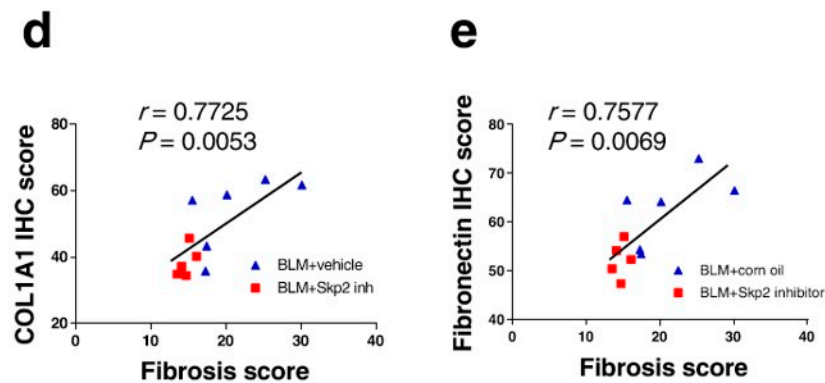 d
r = 0.7725
P = 0.0053
COL1A1 IHC score
80
60
40
20
0
10
20
30
40
BLM+vehicle
BLM+Skp2 inh
Fibrosis score
e
r = 0.7577
P = 0.0069
Fibronectin IHC score
80
70
60
50
40
0
10
20
30
40
BLM+corn oil
BLM+Skp2 inhibitor
Fibrosis score